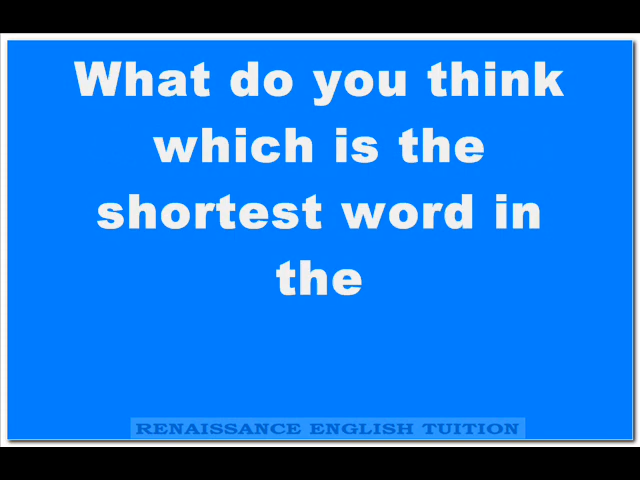 What do you think
which is the
shortest word in
the
RENAISSANCE ENGLISH TUITION